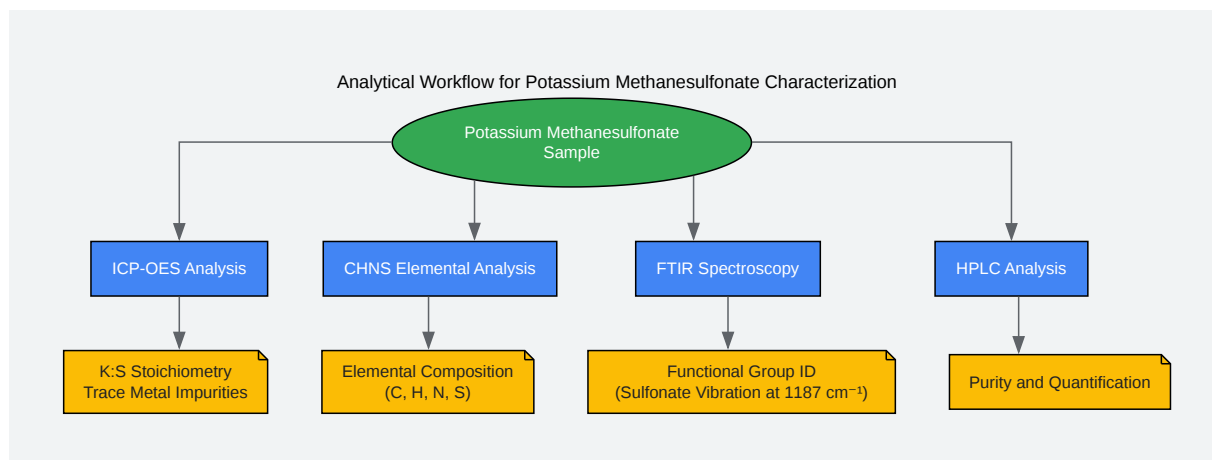 Analytical Workflow for Potassium Methanesulfonate Characterization
Potassium Methanesulfonate
Sample
ICP-OES Analysis
CHNS Elemental Analysis
FTIR Spectroscopy
HPLC Analysis
K:S Stoichiometry
Trace Metal Impurities
Elemental Composition
(C, H, N, S)
Functional Group ID
(Sulfonate Vibration at 1187 cm⁻¹)
Purity and Quantification